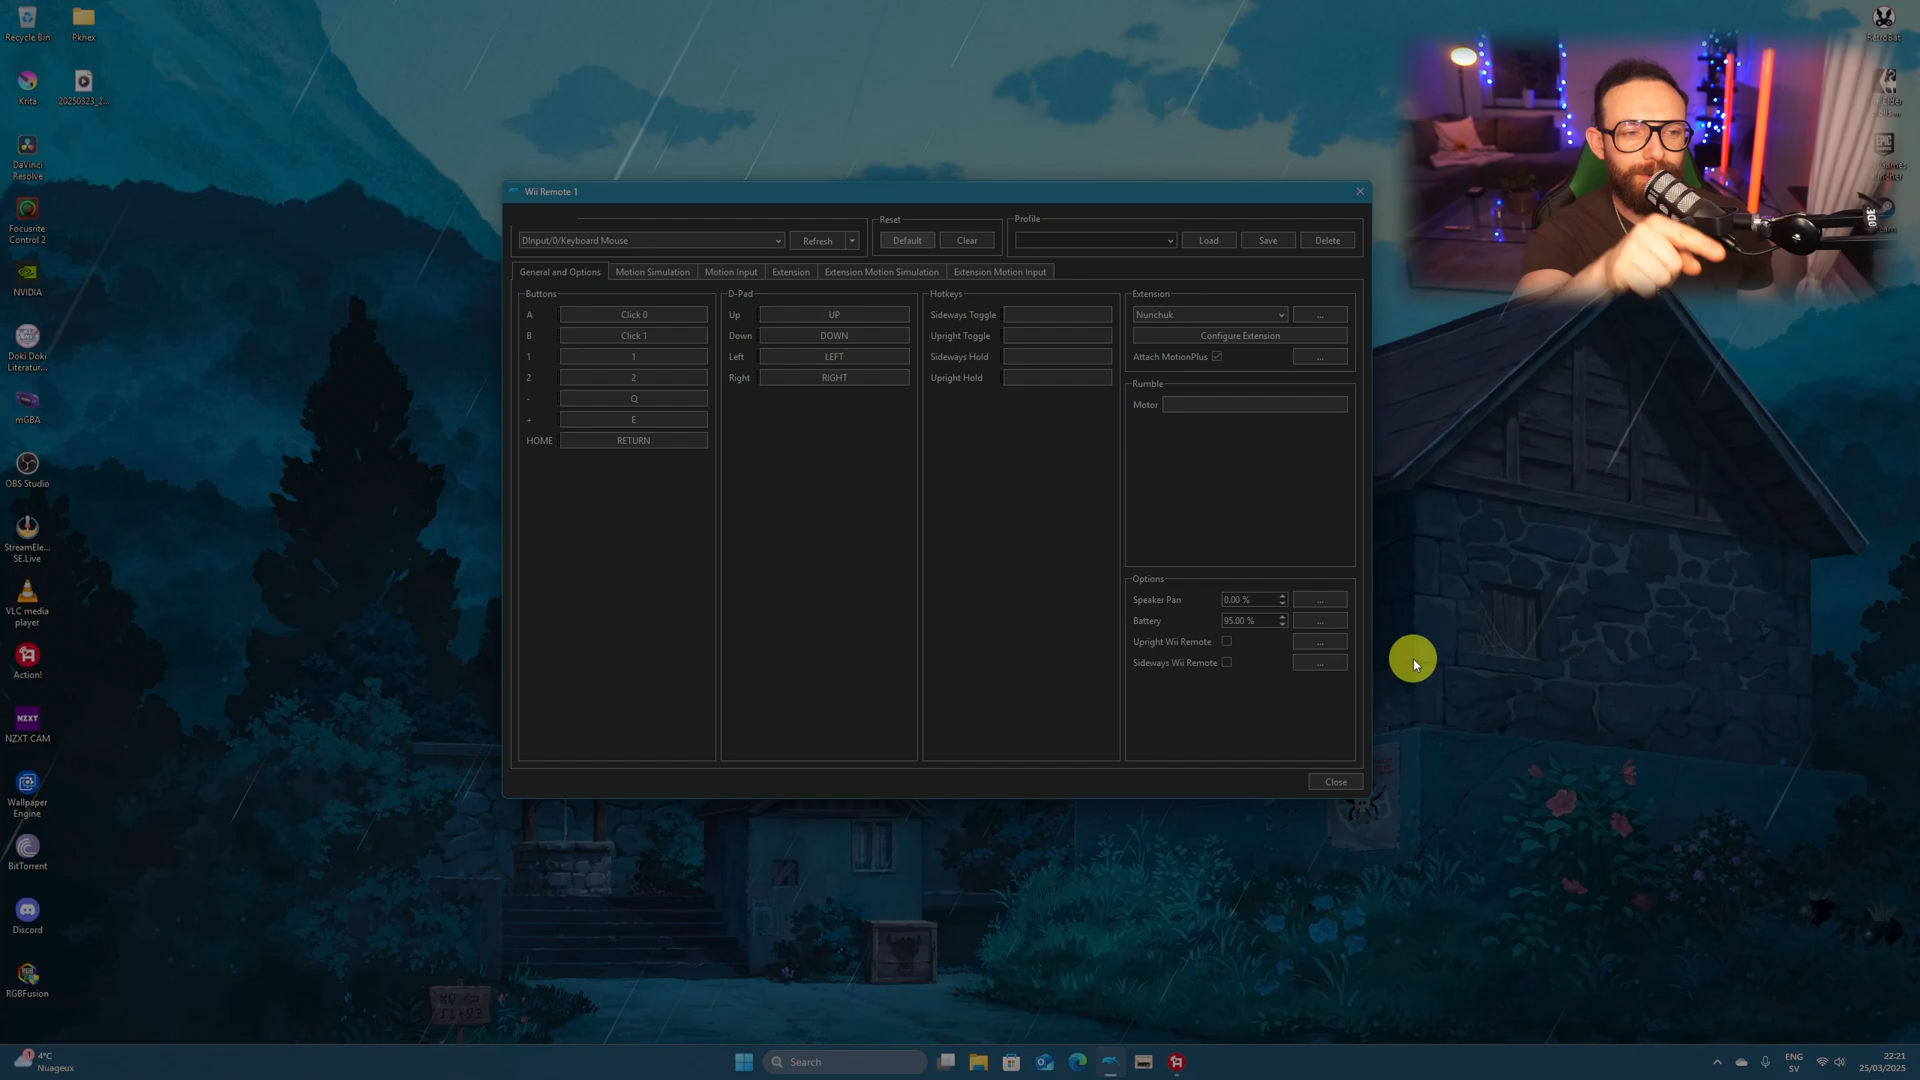 Recycle Bin
Pkhex
Krita
20250323_2...
DaVinci
Resolve
Focusrite
Control 2
NVIDIA
Doki Doki
Literatur...
mGBA
OBS Studio
StreamEle...
SE.Live
VLC media
player
Action!
NZXT
NZXT CAM
Wallpaper
Engine
BitTorrent
Discord
RGBFusion
RetroBat
Wii Remote 1
DInput/0/Keyboard Mouse
Refresh
Reset
Default
Clear
Profile
Load
Save
Delete
General and Options
Motion Simulation
Motion Input
Extension
Extension Motion Simulation
Extension Motion Input
Buttons
A
Click 0
B
Click 1
1
1
2
2
-
Q
+
E
HOME
RETURN
D-Pad
Up
UP
Down
DOWN
Left
LEFT
Right
RIGHT
Hotkeys
Sideways Toggle
Upright Toggle
Sideways Hold
Upright Hold
Extension
Nunchuk
...
Configure Extension
Attach MotionPlus
...
Rumble
Motor
Options
Speaker Pan
0.00 %
...
Battery
95.00 %
...
Upright Wii Remote
...
Sideways Wii Remote
...
Close
1
4°C
Nuageux
Search
ENG
SV
22:21
25/03/2025